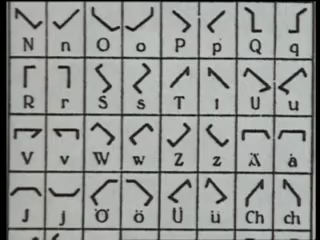 N n O o P p Q q
R r S s T t U u
V v W w Z z Ä ä
J j Ö ö Ü ü Ch ch